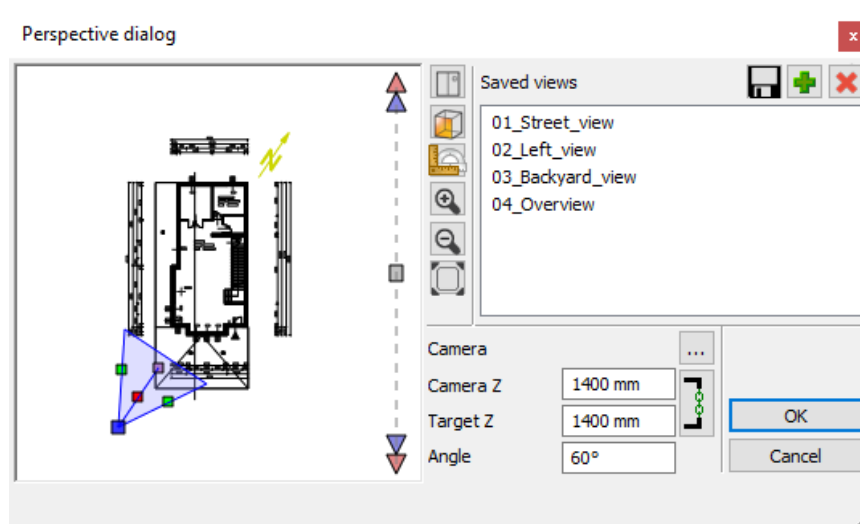 Perspective dialog
x
Saved views
01_Street_view
02_Left_view
03_Backyard_view
04_Overview
N
Camera
...
Camera Z 1400 mm
Target Z 1400 mm
Angle 60°
OK
Cancel